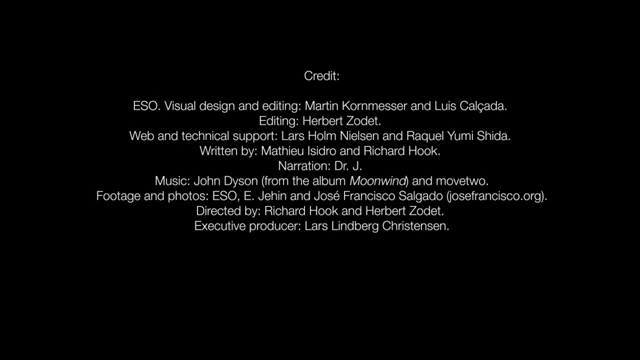 Credit:
ESO. Visual design and editing: Martin Kornmesser and Luis Calçada.
Editing: Herbert Zodet.
Web and technical support: Lars Holm Nielsen and Raquel Yumi Shida.
Written by: Mathieu Isidro and Richard Hook.
Narration: Dr. J.
Music: John Dyson (from the album Moonwind) and movetwo.
Footage and photos: ESO, E. Jehin and José Francisco Salgado (josefrancisco.org).
Directed by: Richard Hook and Herbert Zodet.
Executive producer: Lars Lindberg Christensen.